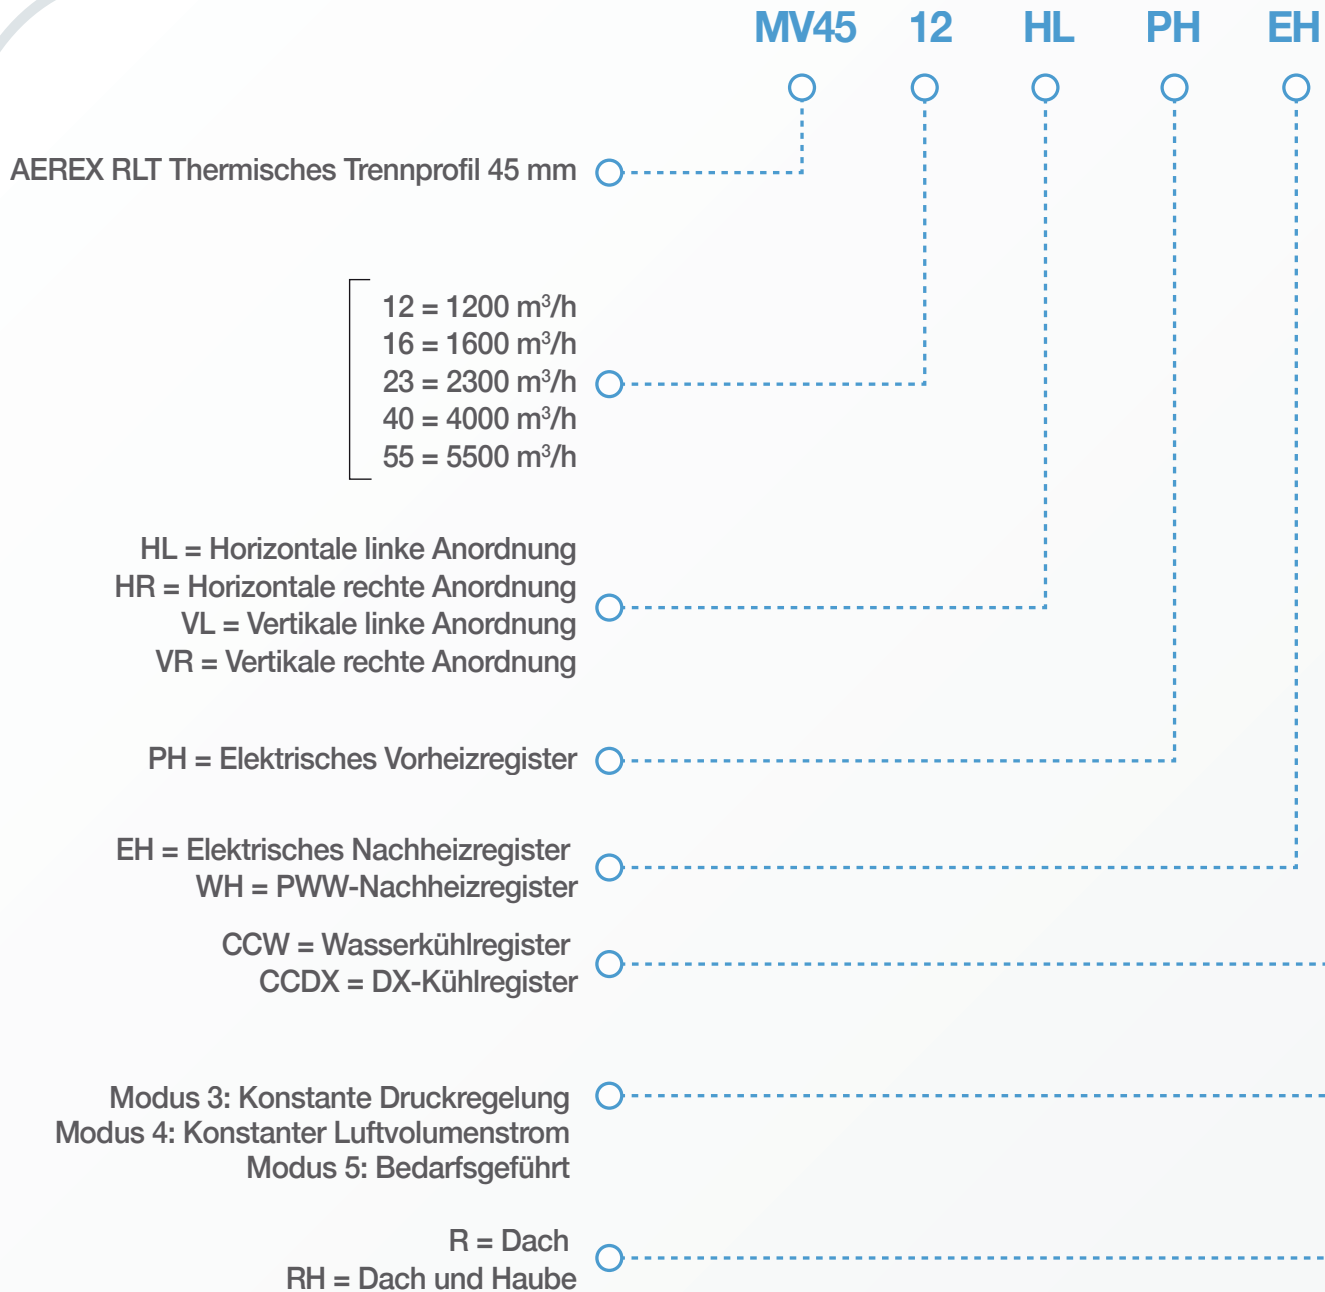 MV45 12 HL PH EH
AEREX RLT Thermisches Trennprofil 45 mm
12 = 1200 m³/h
16 = 1600 m³/h
23 = 2300 m³/h
40 = 4000 m³/h
55 = 5500 m³/h
HL = Horizontale linke Anordnung
HR = Horizontale rechte Anordnung
VL = Vertikale linke Anordnung
VR = Vertikale rechte Anordnung
PH = Elektrisches Vorheizregister
EH = Elektrisches Nachheizregister
WH = PWW-Nachheizregister
CCW = Wasserkühlregister
CCDX = DX-Kühlregister
Modus 3: Konstante Druckregelung
Modus 4: Konstanter Luftvolumenstrom
Modus 5: Bedarfsgeführt
R = Dach
RH = Dach und Haube